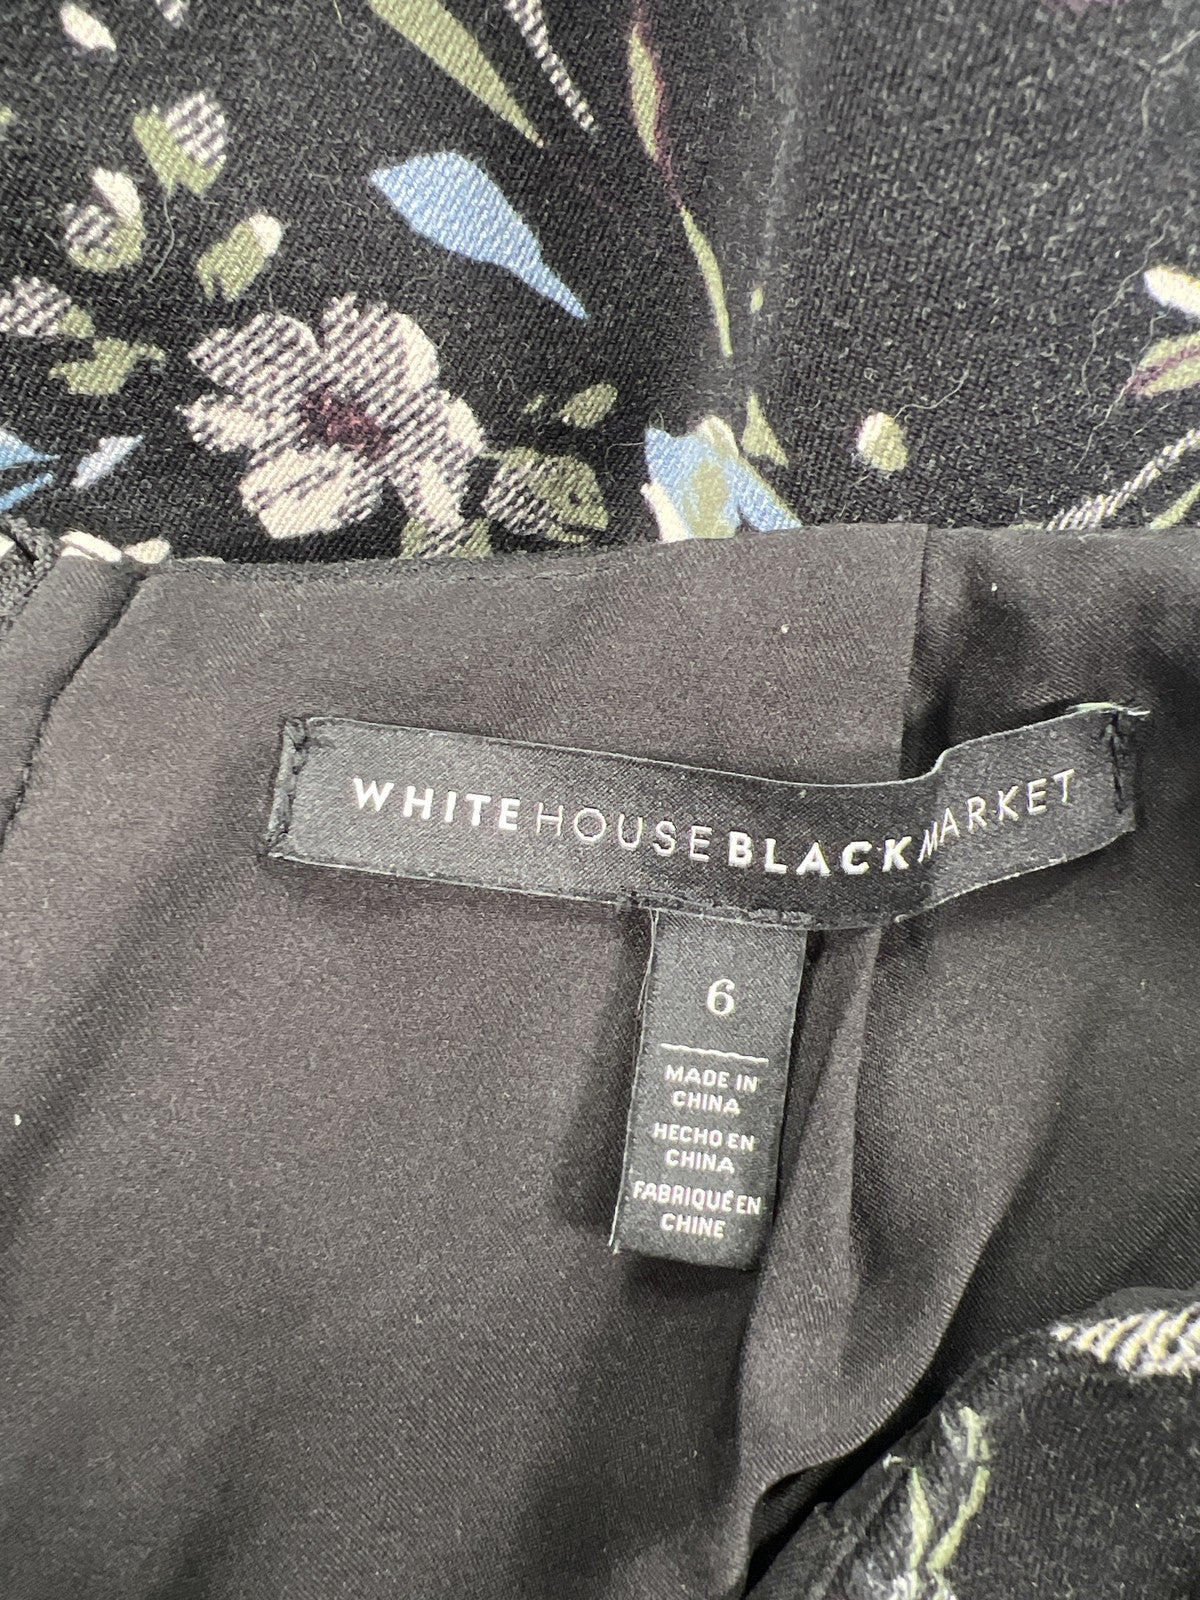 WHITEHOUSEBLACKMARKET
6
MADE IN
CHINA
HECHO EN
CHINA
FABRIQUÉ EN
CHINE